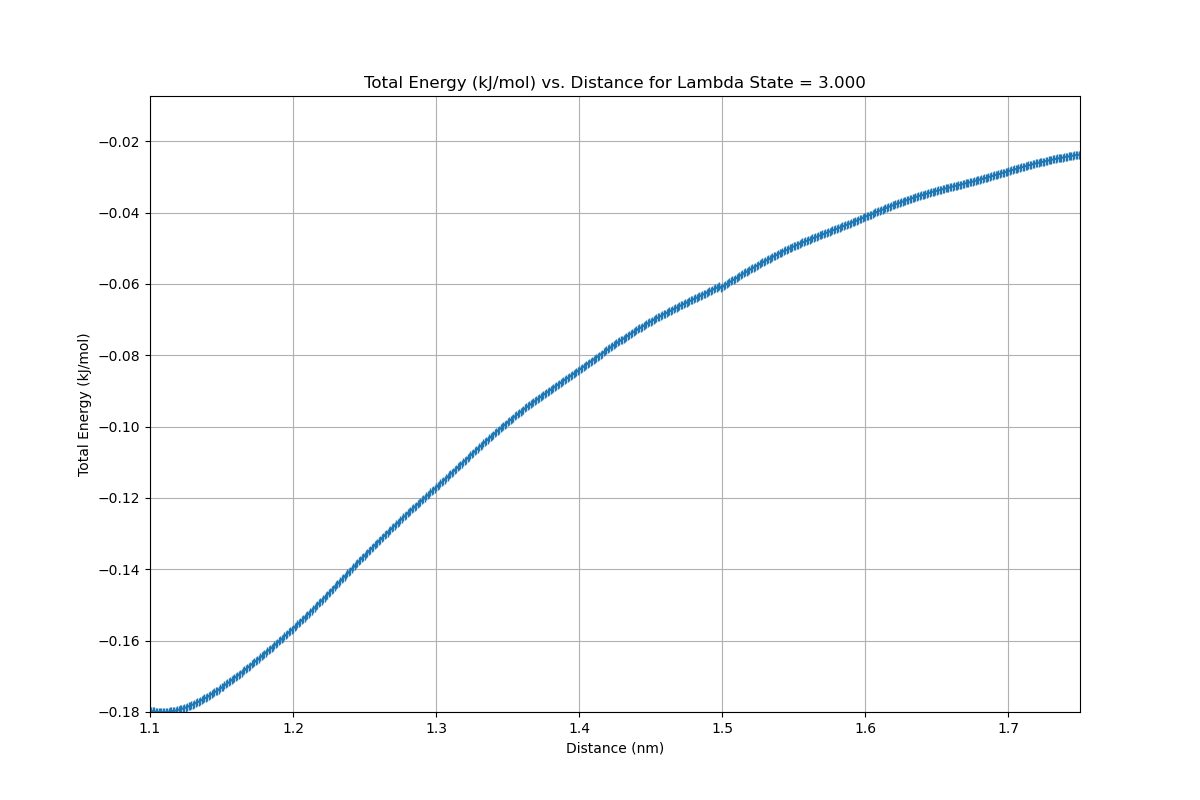 Total Energy (kJ/mol) vs. Distance for Lambda State = 3.000
−0.02
−0.04
−0.06
−0.08
−0.10
−0.12
−0.14
−0.16
−0.18
Total Energy (kJ/mol)
1.1 1.2 1.3 1.4 1.5 1.6 1.7
Distance (nm)